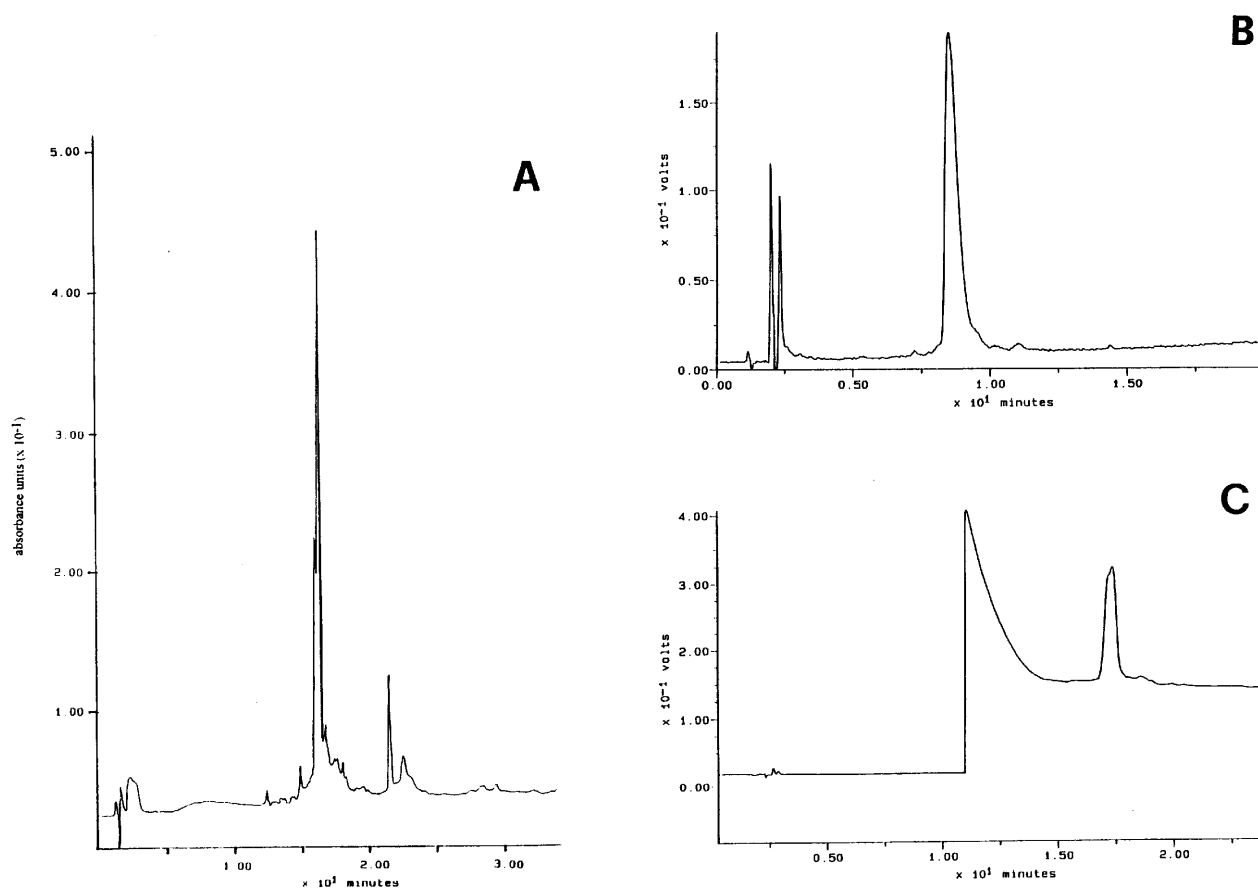 A
5.00
4.00
3.00
2.00
1.00
absorbance units (x 10⁻¹)
1.00 2.00 3.00
x 10¹ minutes
B
1.50
1.00
0.50
0.00
x 10⁻¹ volts
0.00 0.50 1.00 1.50
x 10¹ minutes
C
4.00
3.00
2.00
1.00
0.00
x 10⁻¹ volts
0.50 1.00 1.50 2.00
x 10¹ minutes